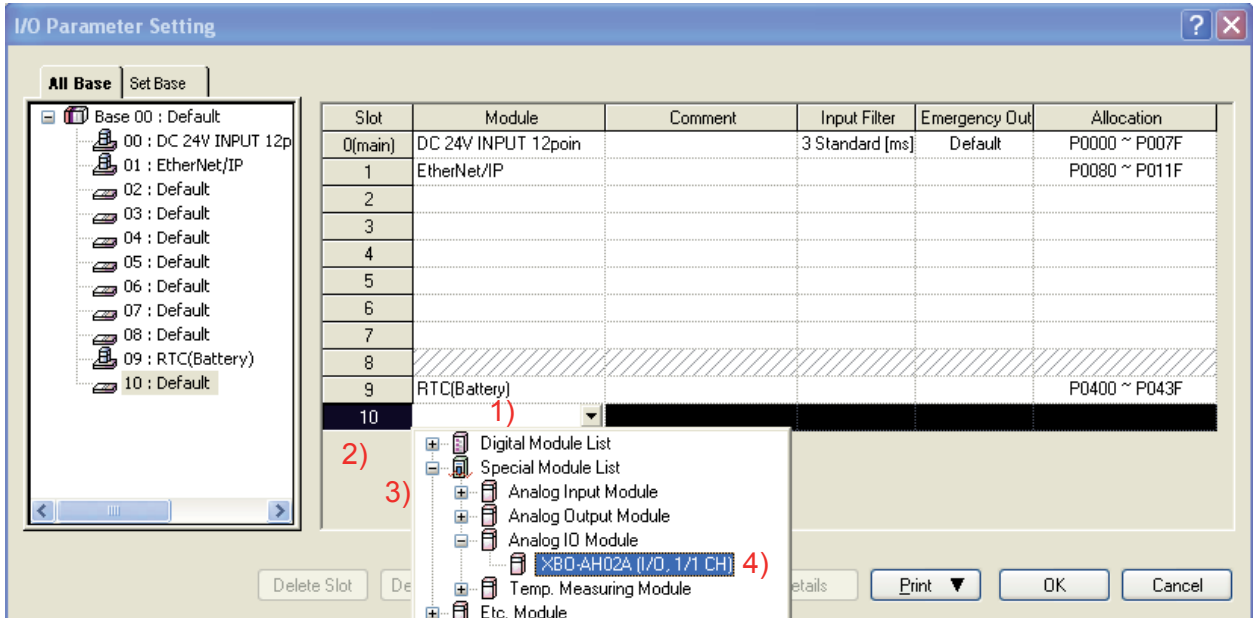 I/O Parameter Setting
All Base Set Base
Base 00 : Default
00 : DC 24V INPUT 12p
01 : EtherNet/IP
02 : Default
03 : Default
04 : Default
05 : Default
06 : Default
07 : Default
08 : Default
09 : RTC(Battery)
10 : Default
Slot Module Comment Input Filter Emergency Out Allocation
0(main) DC 24V INPUT 12poin 3 Standard [ms] Default P0000 ~ P007F
1 EtherNet/IP P0080 ~ P011F
2
3
4
5
6
7
8
9 RTC(Battery) P0400 ~ P043F
10 1)
2)
3)
Digital Module List
Special Module List
Analog Input Module
Analog Output Module
Analog IO Module
XBO-AH02A (I/O, 1/1 CH) 4)
Temp. Measuring Module
Etc. Module
Delete Slot De etails Print ▼ OK Cancel